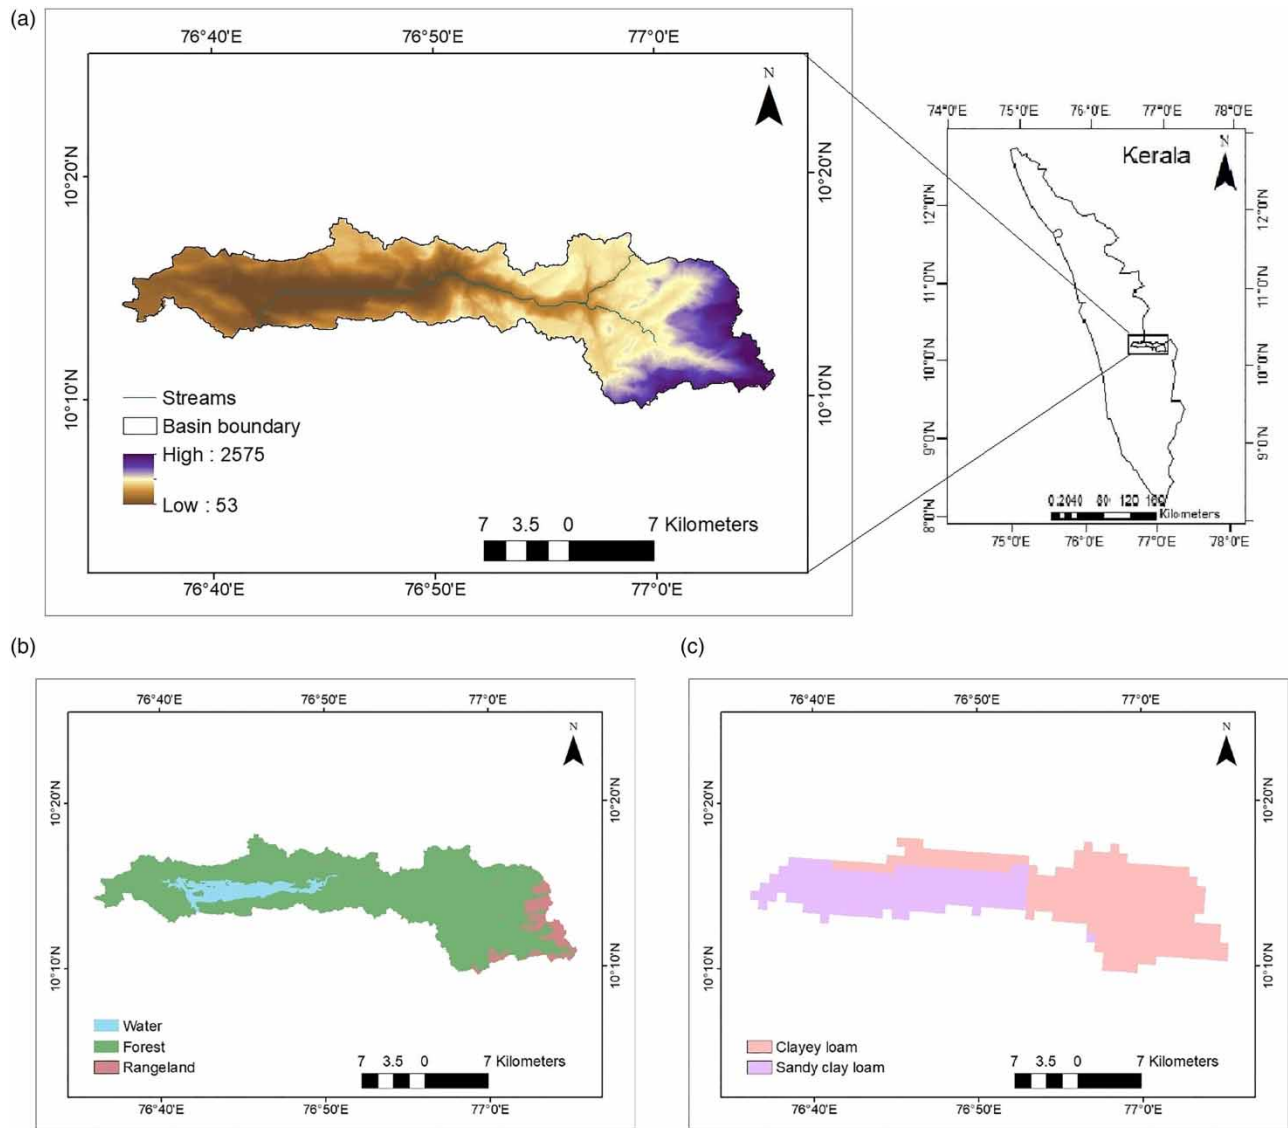 (a)
76°40'E 76°50'E 77°0'E
N
10°20'N 10°20'N
10°10'N 10°10'N
Streams
Basin boundary
High : 2575
Low : 53
7 3.5 0 7 Kilometers
76°40'E 76°50'E 77°0'E
74°0'E 75°0'E 76°0'E 77°0'E 78°0'E
Kerala
N
12°0'N 12°0'N
11°0'N 11°0'N
10°0'N 10°0'N
9°0'N 9°0'N
8°0'N
0 20 40 80 120 160
Kilometers
75°0'E 76°0'E 77°0'E 78°0'E
(b)
76°40'E 76°50'E 77°0'E
N
10°20'N 10°20'N
10°10'N 10°10'N
Water
Forest
Rangeland
7 3.5 0 7 Kilometers
76°40'E 76°50'E 77°0'E
(c)
76°40'E 76°50'E 77°0'E
N
10°20'N 10°20'N
10°10'N 10°10'N
Clayey loam
Sandy clay loam
7 3.5 0 7 Kilometers
76°40'E 76°50'E 77°0'E